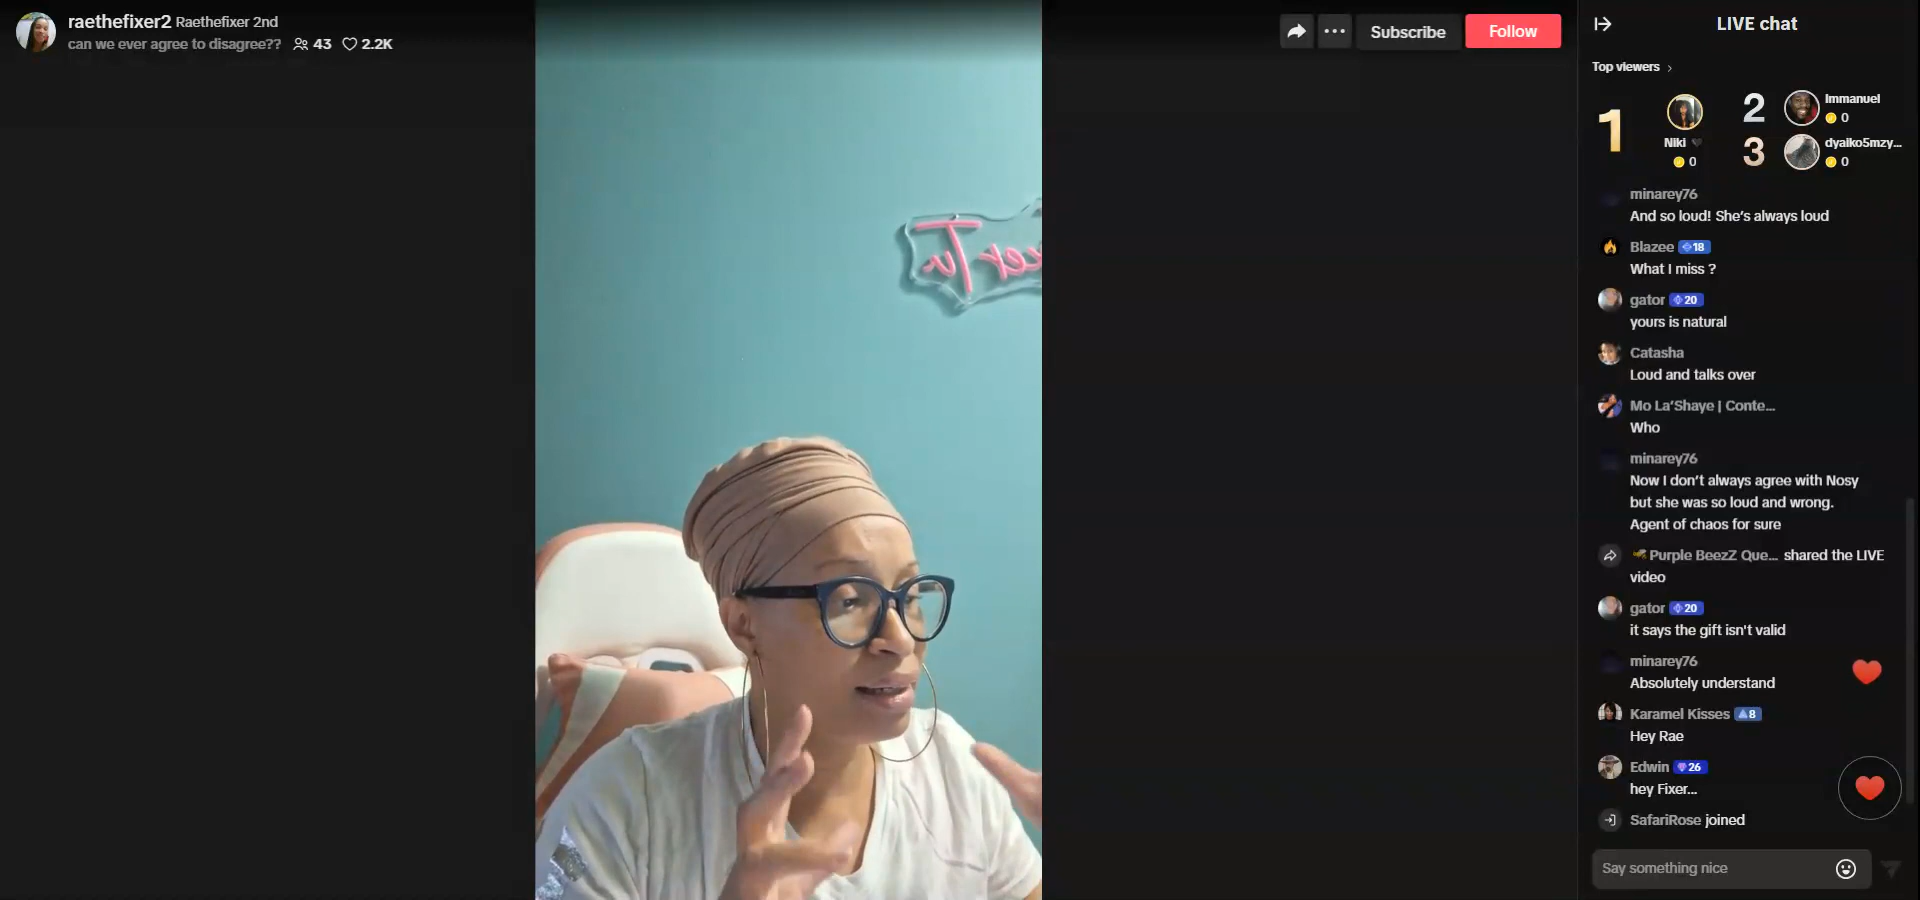 raethefixer2 Raethefixer 2nd
can we ever agree to disagree?? 43 2.2K
Subscribe
Follow
LIVE chat
Top viewers
1
Niki
0
2
Immanuel
0
3
dyaiko5mzy...
0
minarey76
And so loud! She's always loud
Blazee 18
What I miss ?
gator 20
yours is natural
Catasha
Loud and talks over
Mo La'Shaye | Conte...
Who
minarey76
Now I don't always agree with Nosy
but she was so loud and wrong.
Agent of chaos for sure
Purple BeezZ Que... shared the LIVE
video
gator 20
it says the gift isn't valid
minarey76
Absolutely understand
Karamel Kisses 8
Hey Rae
Edwin 26
hey Fixer...
SafariRose joined
Say something nice